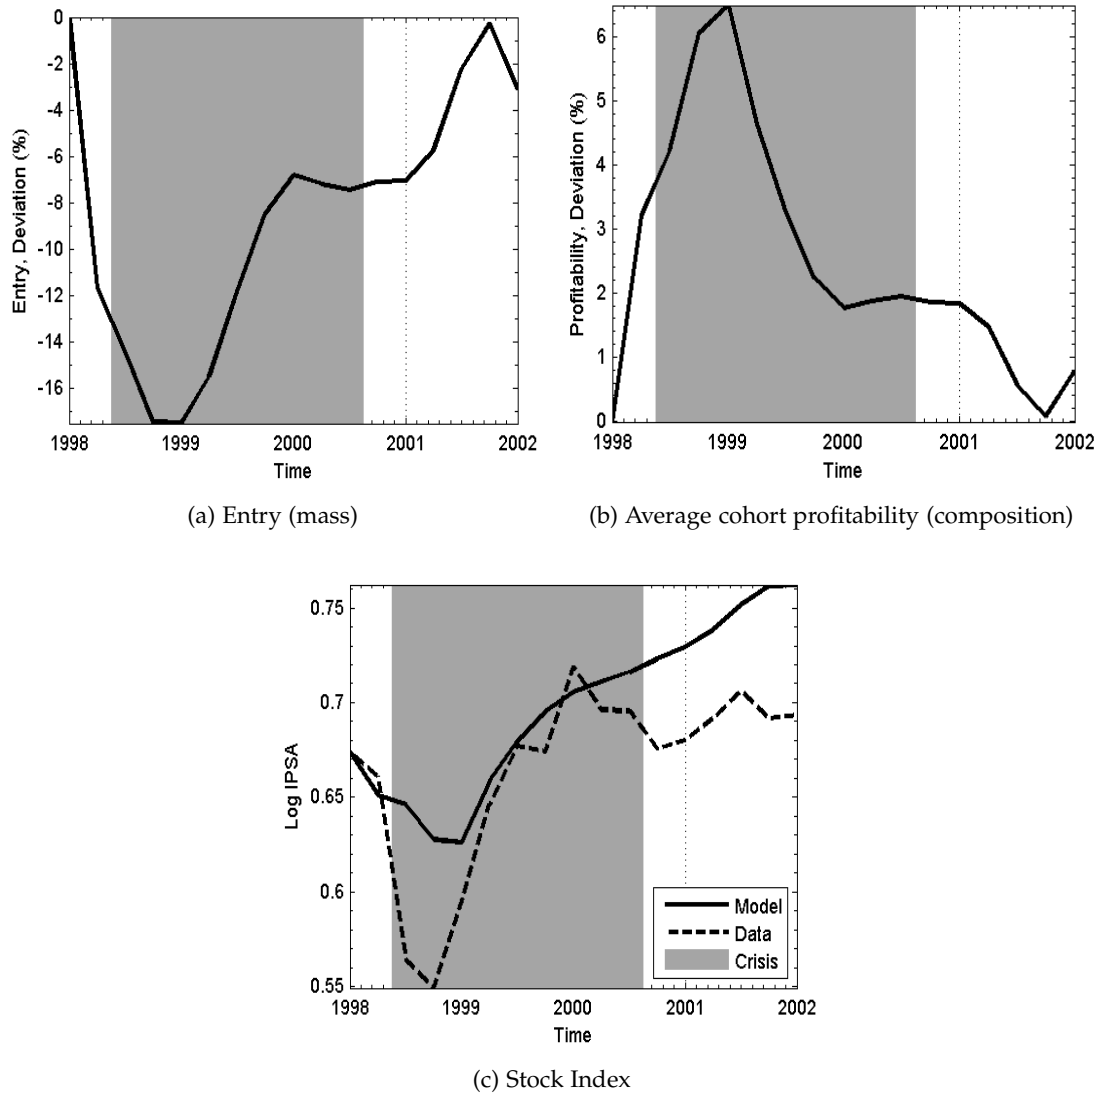 0
-2
-4
-6
-8
-10
-12
-14
-16
Entry, Deviation (%)
1998 1999 2000 2001 2002
Time
(a) Entry (mass)
6
5
4
3
2
1
0
Profitability, Deviation (%)
1998 1999 2000 2001 2002
Time
(b) Average cohort profitability (composition)
0.75
0.7
0.65
0.6
0.55
Log IPSA
Model
Data
Crisis
1998 1999 2000 2001 2002
Time
(c) Stock Index